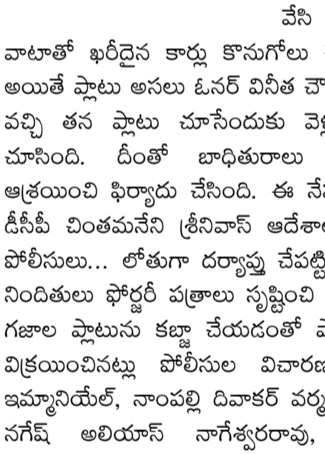 వేసి
వాటాతో ఖరీదైన కార్లు కొనుగోలు
అయితే ప్లాటు అసలు ఓనర్ వినీత చౌ
వచ్చి తన ప్లాటు చూసేందుకు వెళ
చూసింది. దీంతో బాధితురాలు
ఆశ్రయించి ఫిర్యాదు చేసింది. ఈ నే
డీసీపీ చింతమనేని శ్రీనివాస్ ఆదేశా
పోలీసులు... లోతుగా దర్యాప్తు చేపట్టి
నిందితులు ఫోర్జరీ పత్రాలు సృష్టించి
గజాల ప్లాటును కబ్జా చేయడంతో
విక్రయించినట్లు పోలీసుల విచారణ
ఇమ్మానియేల్, నాంపల్లి దివాకర్ వర్మ
నగేష్ అలియాస్ నాగేశ్వరరావు,